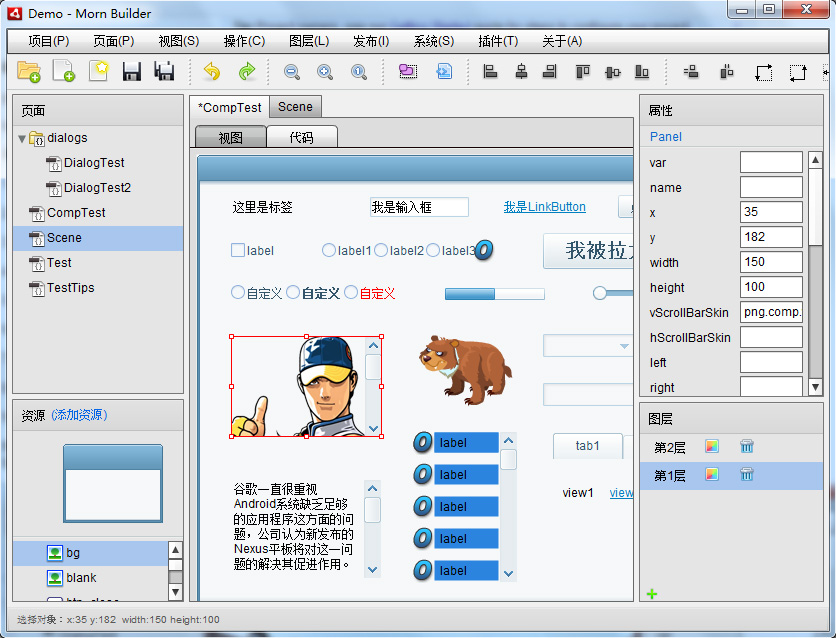 Demo - Morn Builder
项目(P) 页面(P) 视图(S) 操作(C) 图层(L) 发布(I) 系统(S) 插件(T) 关于(A)
页面
dialogs
DialogTest
DialogTest2
CompTest
Scene
Test
TestTips
资源 (添加资源)
bg
blank
*CompTest Scene
视图 代码
这里是标签 我是输入框 我是LinkButton
label label1 label2 label3 我被拉
自定义 自定义 自定义
label
label
label
label
label
tab1
view1 view
谷歌一直很重视
Android系统缺乏足够
的应用程序这方面的问
题，公司认为新发布的
Nexus平板将对这一问
题的解决其促进作用。
属性
Panel
var
name
x 35
y 182
width 150
height 100
vScrollBarSkin png.comp.
hScrollBarSkin
left
right
图层
第2层
第1层
选择对象：x:35 y:182 width:150 height:100